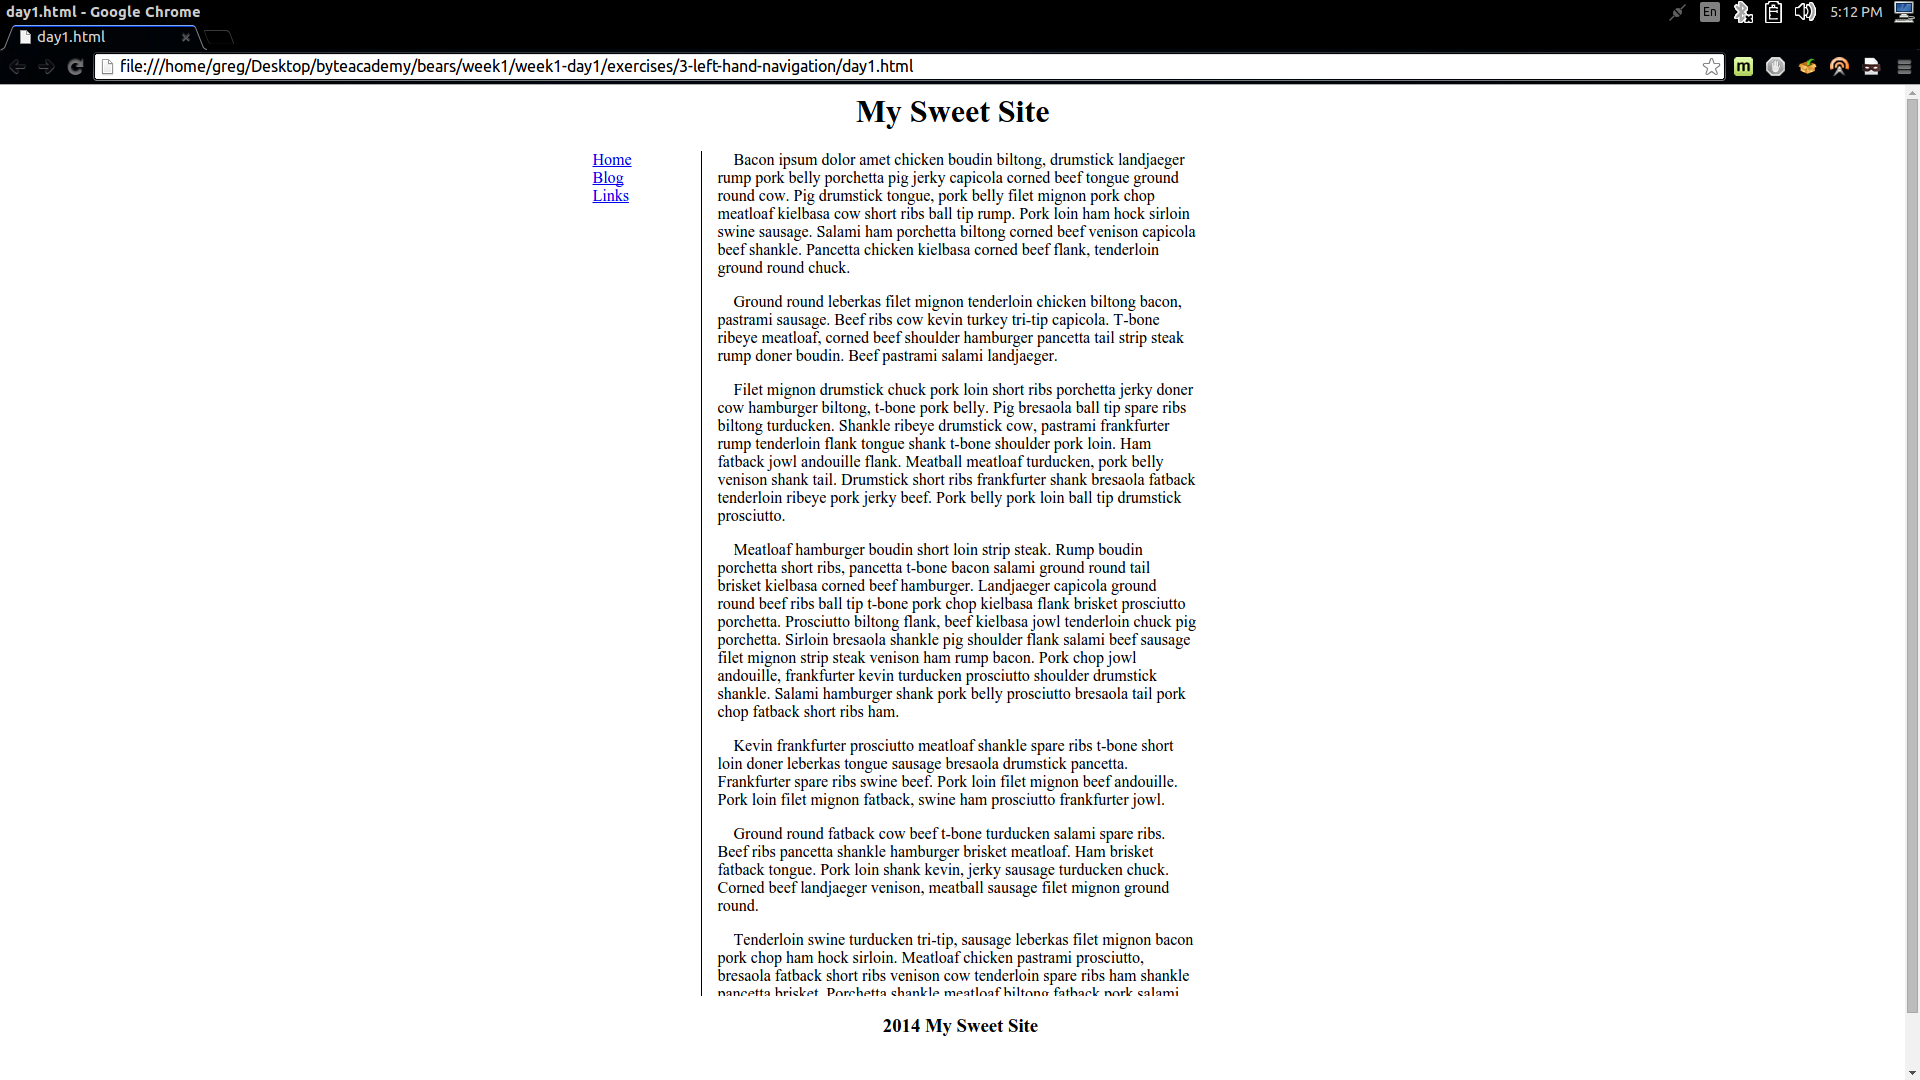 day1.html - Google Chrome
En
5:12 PM
day1.html
file:///home/greg/Desktop/byteacademy/bears/week1/week1-day1/exercises/3-left-hand-navigation/day1.html
m
My Sweet Site
Home
Blog
Links
Bacon ipsum dolor amet chicken boudin biltong, drumstick landjaeger
rump pork belly porchetta pig jerky capicola corned beef tongue ground
round cow. Pig drumstick tongue, pork belly filet mignon pork chop
meatloaf kielbasa cow short ribs ball tip rump. Pork loin ham hock sirloin
swine sausage. Salami ham porchetta biltong corned beef venison capicola
beef shankle. Pancetta chicken kielbasa corned beef flank, tenderloin
ground round chuck.
Ground round leberkas filet mignon tenderloin chicken biltong bacon,
pastrami sausage. Beef ribs cow kevin turkey tri-tip capicola. T-bone
ribeye meatloaf, corned beef shoulder hamburger pancetta tail strip steak
rump doner boudin. Beef pastrami salami landjaeger.
Filet mignon drumstick chuck pork loin short ribs porchetta jerky doner
cow hamburger biltong, t-bone pork belly. Pig bresaola ball tip spare ribs
biltong turducken. Shankle ribeye drumstick cow, pastrami frankfurter
rump tenderloin flank tongue shank t-bone shoulder pork loin. Ham
fatback jowl andouille flank. Meatball meatloaf turducken, pork belly
venison shank tail. Drumstick short ribs frankfurter shank bresaola fatback
tenderloin ribeye pork jerky beef. Pork belly pork loin ball tip drumstick
prosciutto.
Meatloaf hamburger boudin short loin strip steak. Rump boudin
porchetta short ribs, pancetta t-bone bacon salami ground round tail
brisket kielbasa corned beef hamburger. Landjaeger capicola ground
round beef ribs ball tip t-bone pork chop kielbasa flank brisket prosciutto
porchetta. Prosciutto biltong flank, beef kielbasa jowl tenderloin chuck pig
porchetta. Sirloin bresaola shankle pig shoulder flank salami beef sausage
filet mignon strip steak venison ham rump bacon. Pork chop jowl
andouille, frankfurter kevin turducken prosciutto shoulder drumstick
shankle. Salami hamburger shank pork belly prosciutto bresaola tail pork
chop fatback short ribs ham.
Kevin frankfurter prosciutto meatloaf shankle spare ribs t-bone short
loin doner leberkas tongue sausage bresaola drumstick pancetta.
Frankfurter spare ribs swine beef. Pork loin filet mignon beef andouille.
Pork loin filet mignon fatback, swine ham prosciutto frankfurter jowl.
Ground round fatback cow beef t-bone turducken salami spare ribs.
Beef ribs pancetta shankle hamburger brisket meatloaf. Ham brisket
fatback tongue. Pork loin shank kevin, jerky sausage turducken chuck.
Corned beef landjaeger venison, meatball sausage filet mignon ground
round.
Tenderloin swine turducken tri-tip, sausage leberkas filet mignon bacon
pork chop ham hock sirloin. Meatloaf chicken pastrami prosciutto,
bresaola fatback short ribs venison cow tenderloin spare ribs ham shankle
pancetta brisket. Porchetta shankle meatloaf biltong fatback pork salami
2014 My Sweet Site